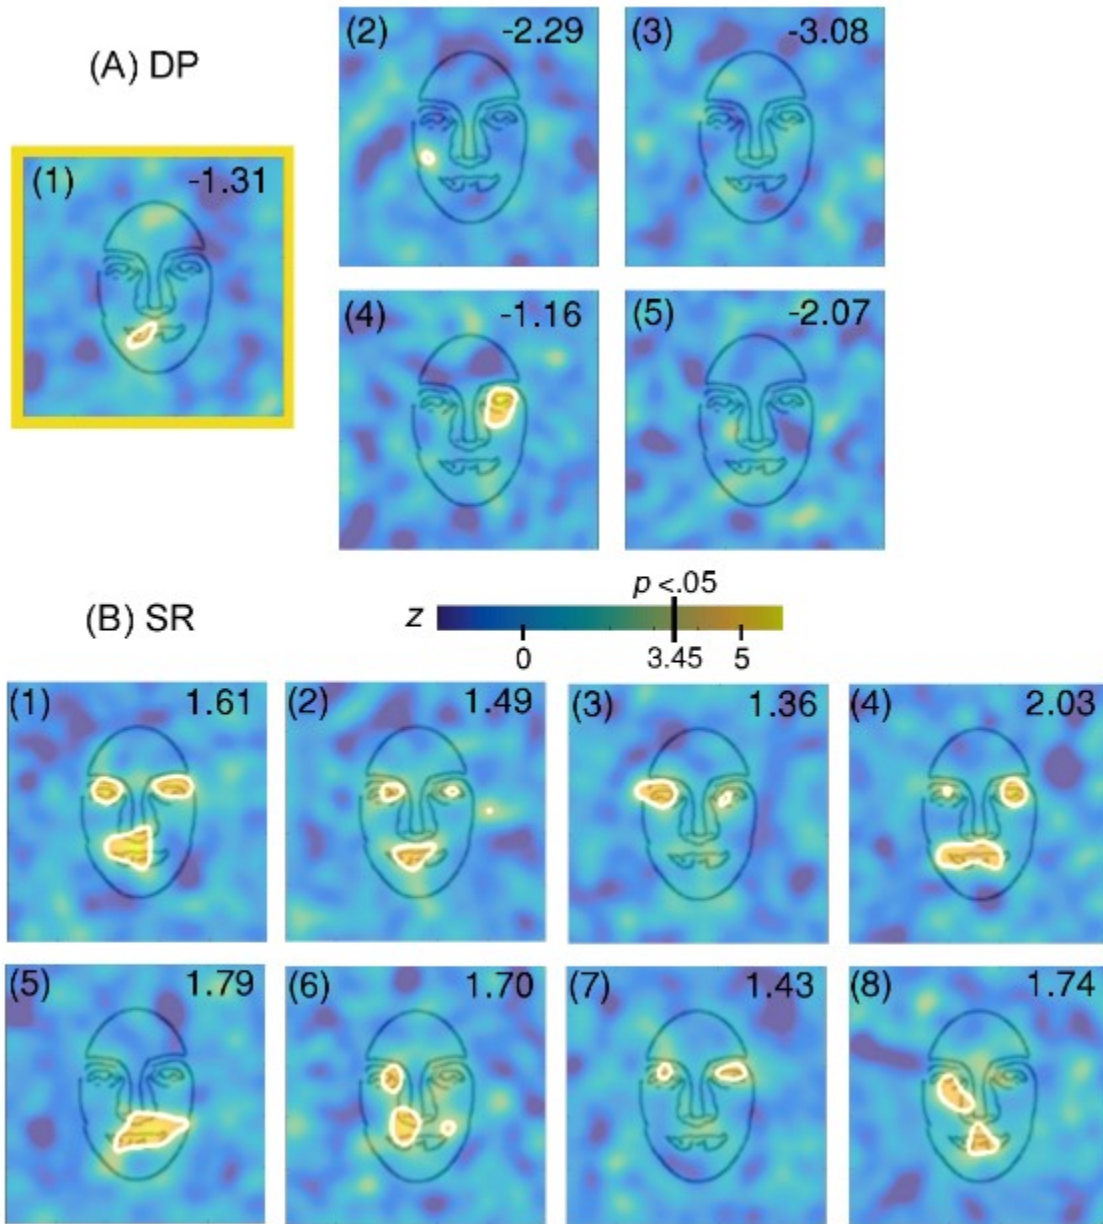 (A) DP
(1) -1.31
(2) -2.29
(3) -3.08
(4) -1.16
(5) -2.07
(B) SR
p <.05
z
0 3.45 5
(1) 1.61
(2) 1.49
(3) 1.36
(4) 2.03
(5) 1.79
(6) 1.70
(7) 1.43
(8) 1.74